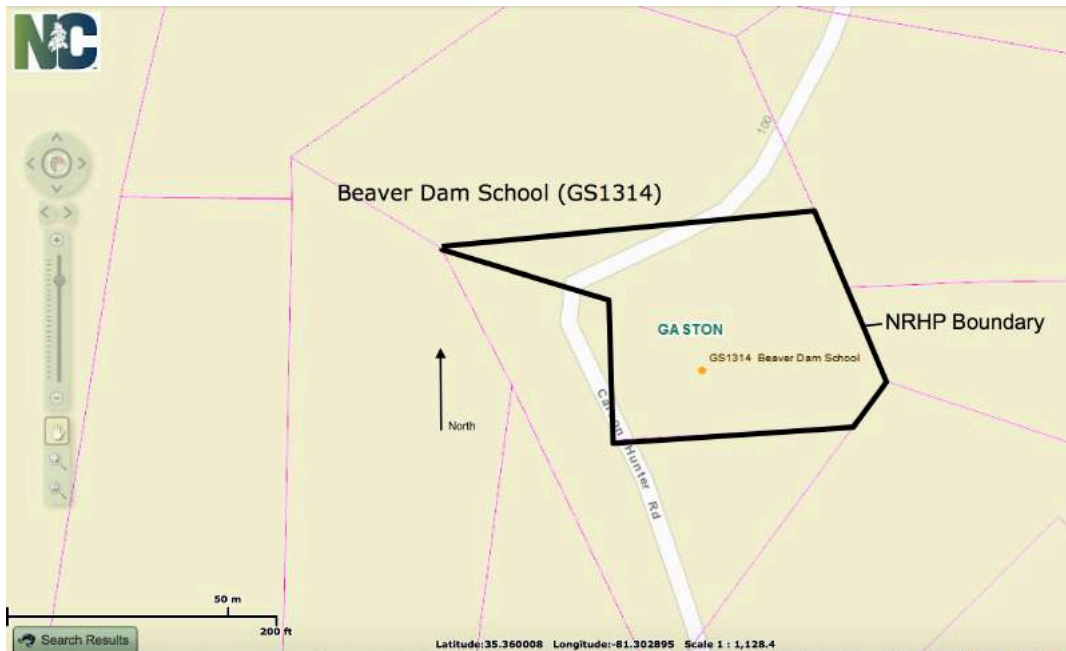 NC
100
Beaver Dam School (GS1314)
NRHP Boundary
GASTON
GS1314 Beaver Dam School
North
Carson Hunter Rd
50 m
200 ft
Search Results
Latitude:35.360008 Longitude:-81.302895 Scale 1 : 1,128.4